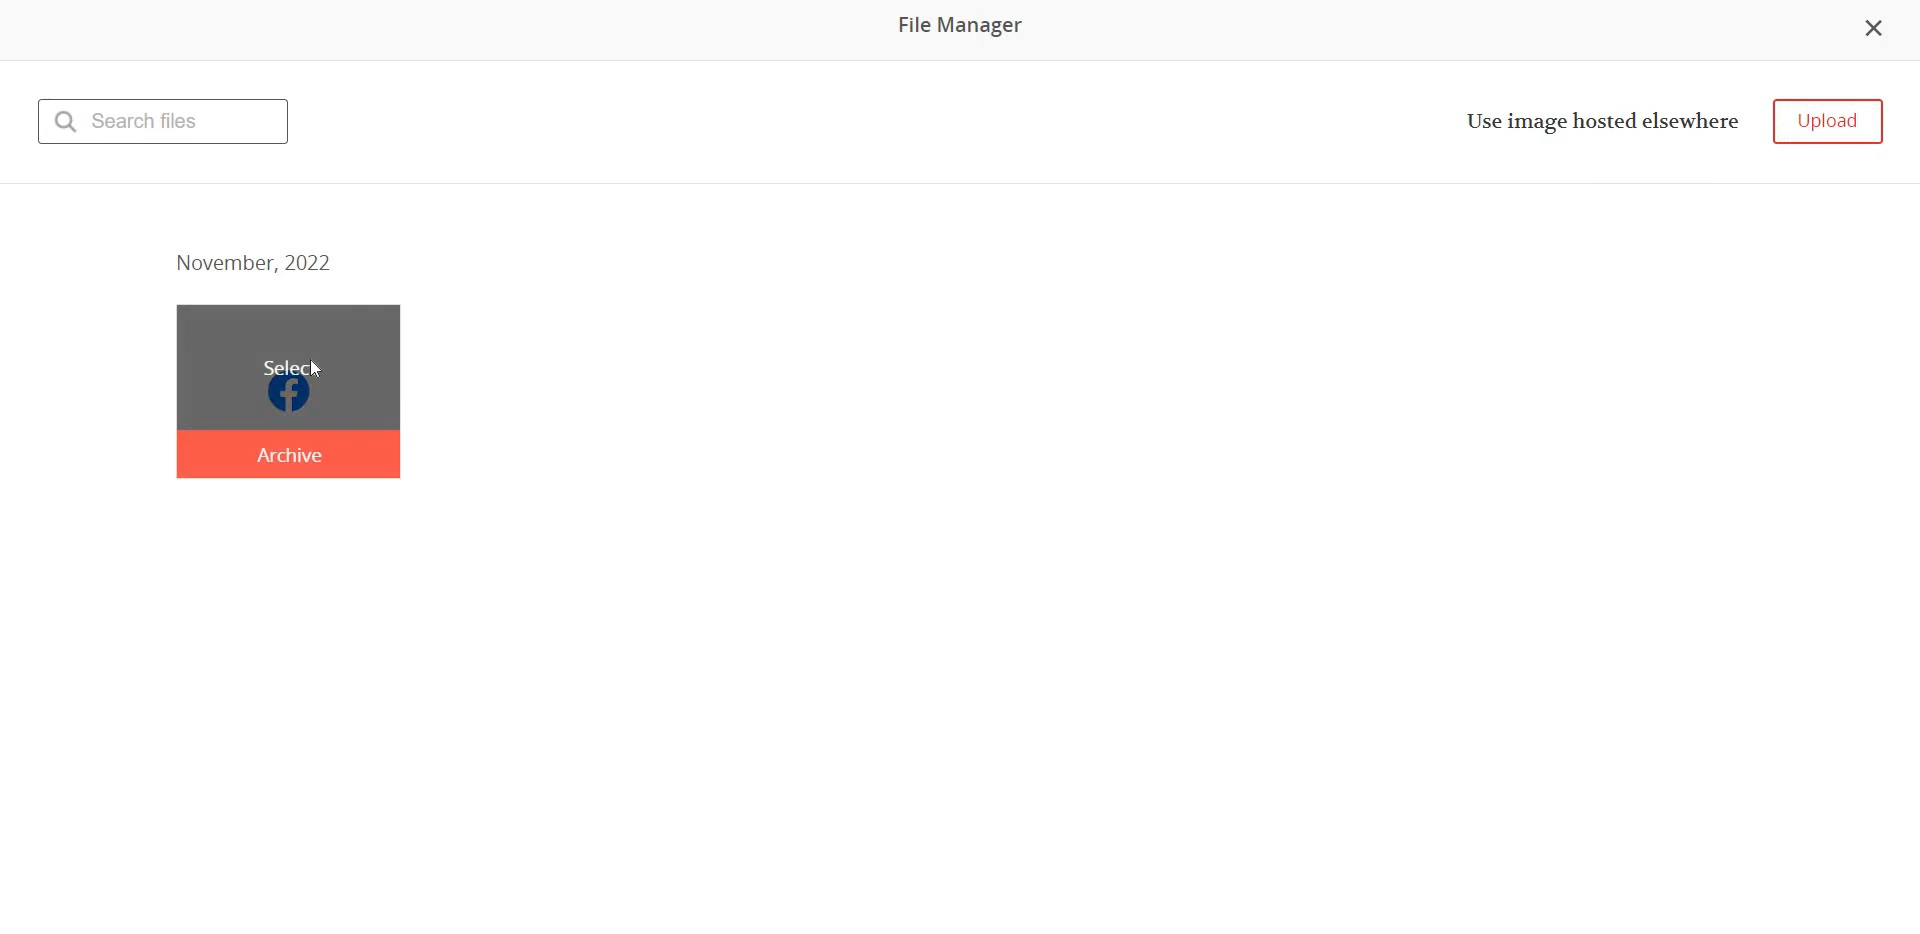 File Manager
Search files
Use image hosted elsewhere
Upload
November, 2022
Select
Archive